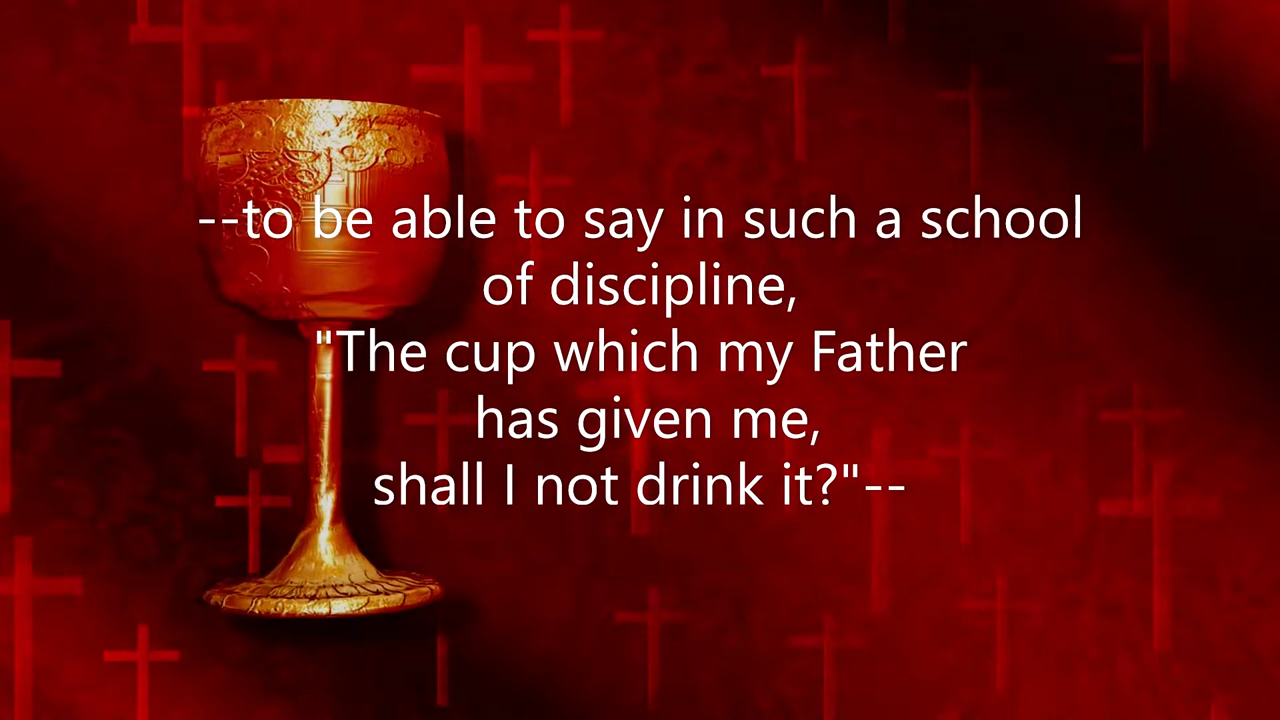 --to be able to say in such a school
of discipline,
"The cup which my Father
has given me,
shall I not drink it?"--